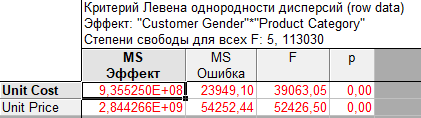 Критерий Левена однородности дисперсий (row data)
Эффект: "Customer Gender"*"Product Category"
Степени свободы для всех F: 5, 113030
MS Эффект MS Ошибка F p
Unit Cost 9,355250E+08 23949,10 39063,05 0,00
Unit Price 2,844266E+09 54252,44 52426,50 0,00